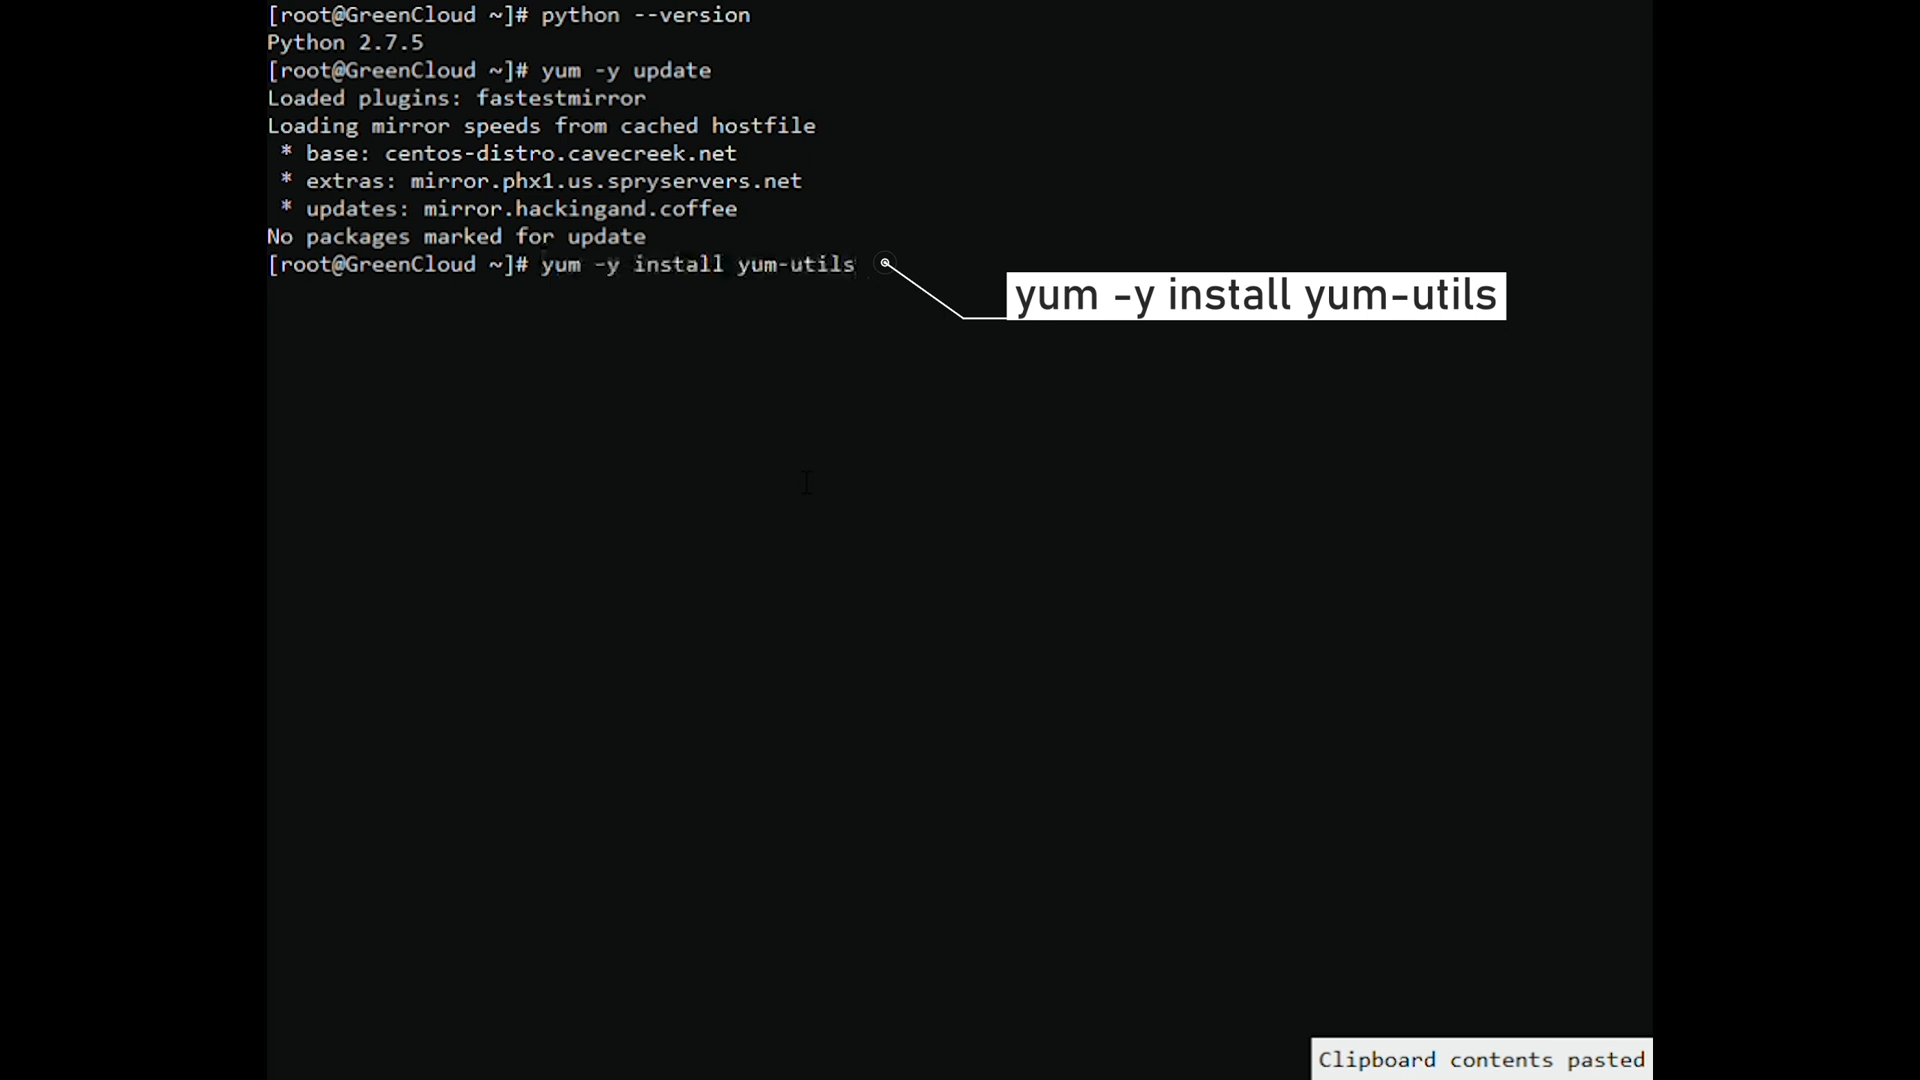 [root@GreenCloud ~]# python --version
Python 2.7.5
[root@GreenCloud ~]# yum -y update
Loaded plugins: fastestmirror
Loading mirror speeds from cached hostfile
 * base: centos-distro.cavecreek.net
 * extras: mirror.phx1.us.spryservers.net
 * updates: mirror.hackingand.coffee
No packages marked for update
[root@GreenCloud ~]# yum -y install yum-utils
yum -y install yum-utils
Clipboard contents pasted